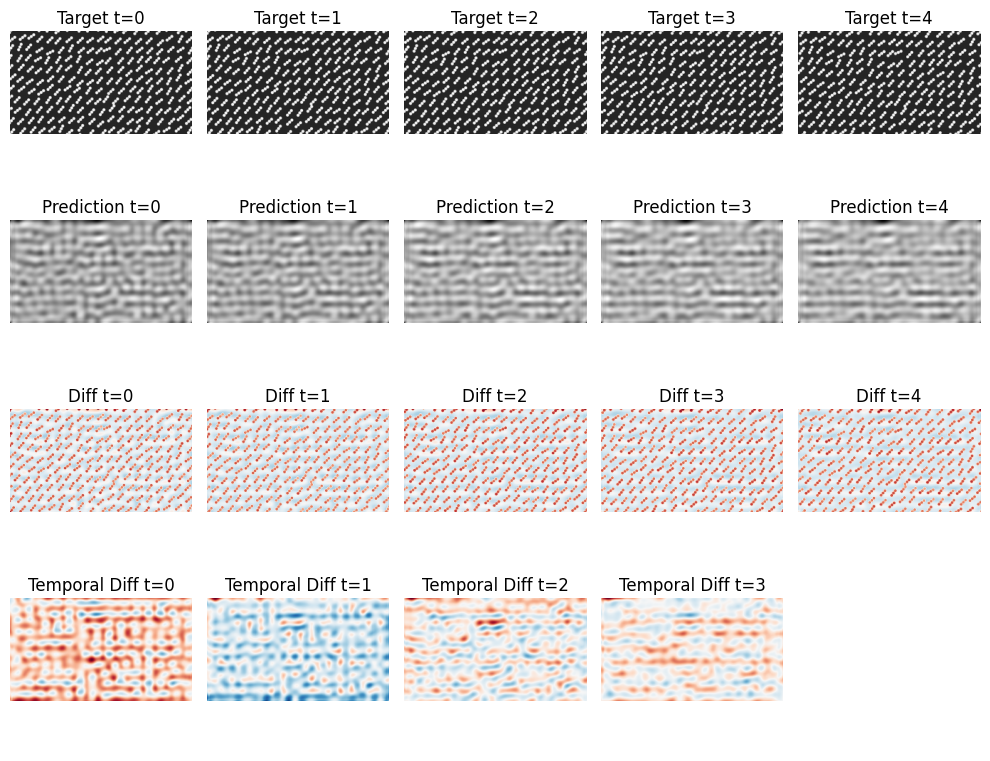 Target t=0 Target t=1 Target t=2 Target t=3 Target t=4
Prediction t=0 Prediction t=1 Prediction t=2 Prediction t=3 Prediction t=4
Diff t=0 Diff t=1 Diff t=2 Diff t=3 Diff t=4
Temporal Diff t=0 Temporal Diff t=1 Temporal Diff t=2 Temporal Diff t=3